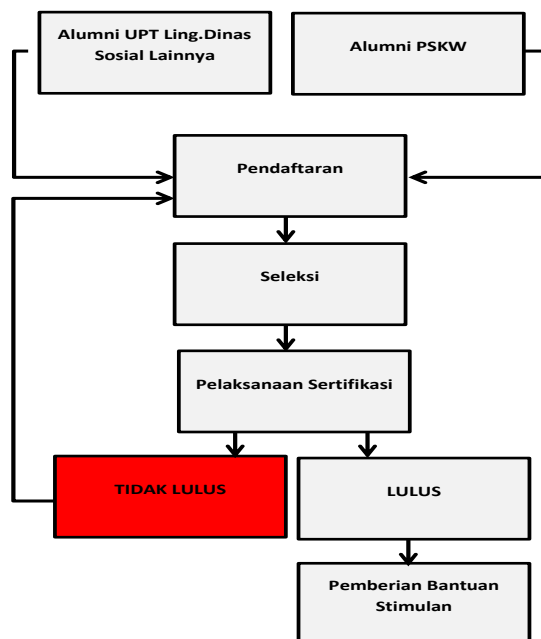 Alumni UPT Ling.Dinas
Sosial Lainnya
Alumni PSKW
Pendaftaran
Seleksi
Pelaksanaan Sertifikasi
TIDAK LULUS
LULUS
Pemberian Bantuan
Stimulan